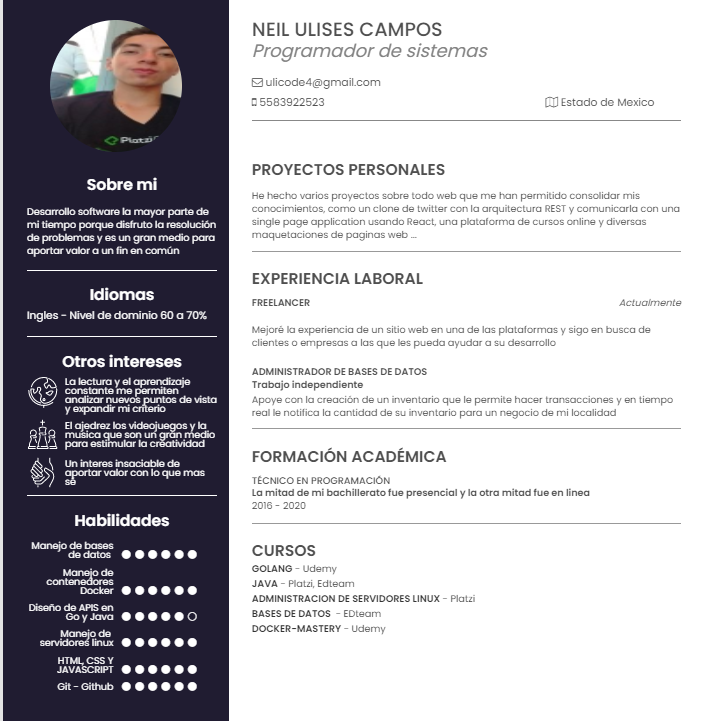 Platzi
Sobre mi
Desarrollo software la mayor parte de
mi tiempo porque disfruto la resolución
de problemas y es un gran medio para
aportar valor a un fin en común
Idiomas
Ingles - Nivel de dominio 60 a 70%
Otros intereses
La lectura y el aprendizaje
constante me permiten
analizar nuevos puntos de vista
y expandir mi criterio
El ajedrez los videojuegos y la
musica que son un gran medio
para estimular la creatividad
Un interes insaciable de
aportar valor con lo que mas
sé
Habilidades
Manejo de bases
de datos
Manejo de
contenedores
Docker
Diseño de APIS en
Go y Java
Manejo de
servidores linux
HTML, CSS Y
JAVASCRIPT
Git - Github
NEIL ULISES CAMPOS
Programador de sistemas
ulicode4@gmail.com
5583922523 Estado de Mexico
PROYECTOS PERSONALES
He hecho varios proyectos sobre todo web que me han permitido consolidar mis
conocimientos, como un clone de twitter con la arquitectura REST y comunicarla con una
single page application usando React, una plataforma de cursos online y diversas
maquetaciones de paginas web ...
EXPERIENCIA LABORAL
FREELANCER Actualmente
Mejoré la experiencia de un sitio web en una de las plataformas y sigo en busca de
clientes o empresas a las que les pueda ayudar a su desarrollo
ADMINISTRADOR DE BASES DE DATOS
Trabajo independiente
Apoye con la creación de un inventario que le permite hacer transacciones y en tiempo
real le notifica la cantidad de su inventario para un negocio de mi localidad
FORMACIÓN ACADÉMICA
TÉCNICO EN PROGRAMACIÓN
La mitad de mi bachillerato fue presencial y la otra mitad fue en linea
2016 - 2020
CURSOS
GOLANG - Udemy
JAVA - Platzi, Edteam
ADMINISTRACION DE SERVIDORES LINUX - Platzi
BASES DE DATOS - EDteam
DOCKER-MASTERY - Udemy